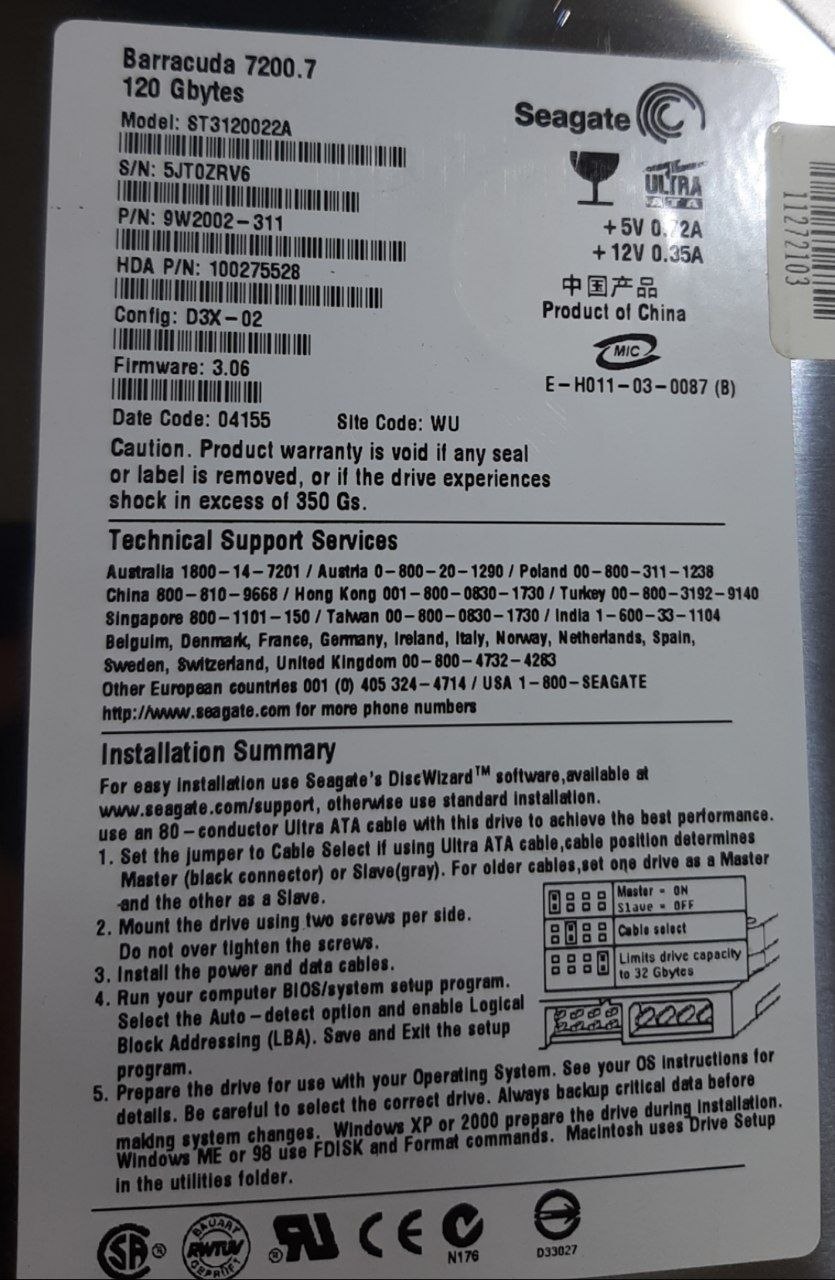 Barracuda 7200.7
120 Gbytes
Model: ST3120022A
S/N: 5JT0ZRV6
P/N: 9W2002-311
HDA P/N: 100275528
Config: D3X-02
Firmware: 3.06
Date Code: 04155 Site Code: WU
Seagate
ULTRA
ATA
+5V 0.72A
+12V 0.35A
中国产品
Product of China
MIC
E-H011-03-0087 (B)
11272103
Caution. Product warranty is void if any seal
or label is removed, or if the drive experiences
shock in excess of 350 Gs.
Technical Support Services
Australia 1800-14-7201 / Austria 0-800-20-1290 / Poland 00-800-311-1238
China 800-810-9668 / Hong Kong 001-800-0830-1730 / Turkey 00-800-3192-9140
Singapore 800-1101-150 / Taiwan 00-800-0830-1730 / India 1-600-33-1104
Belguim, Denmark, France, Germany, Ireland, Italy, Norway, Netherlands, Spain,
Sweden, Switzerland, United Kingdom 00-800-4732-4283
Other European countries 001 (0) 405 324-4714 / USA 1-800-SEAGATE
http://www.seagate.com for more phone numbers
Installation Summary
For easy installation use Seagate's DiscWizard™ software,available at
www.seagate.com/support, otherwise use standard installation.
use an 80-conductor Ultra ATA cable with this drive to achieve the best performance.
1. Set the jumper to Cable Select if using Ultra ATA cable,cable position determines
Master (black connector) or Slave(gray). For older cables,set one drive as a Master
and the other as a Slave.
2. Mount the drive using two screws per side.
Do not over tighten the screws.
3. Install the power and data cables.
4. Run your computer BIOS/system setup program.
Select the Auto-detect option and enable Logical
Block Addressing (LBA). Save and Exit the setup
program.
Master = ON
Slave = OFF
Cable select
Limits drive capacity
to 32 Gbytes
5. Prepare the drive for use with your Operating System. See your OS instructions for
details. Be careful to select the correct drive. Always backup critical data before
making system changes. Windows XP or 2000 prepare the drive during installation.
Windows ME or 98 use FDISK and Format commands. Macintosh uses Drive Setup
in the utilities folder.
SA®
BAUART
RWTÜV
GEPRÜFT
®
CE
N176
D33027